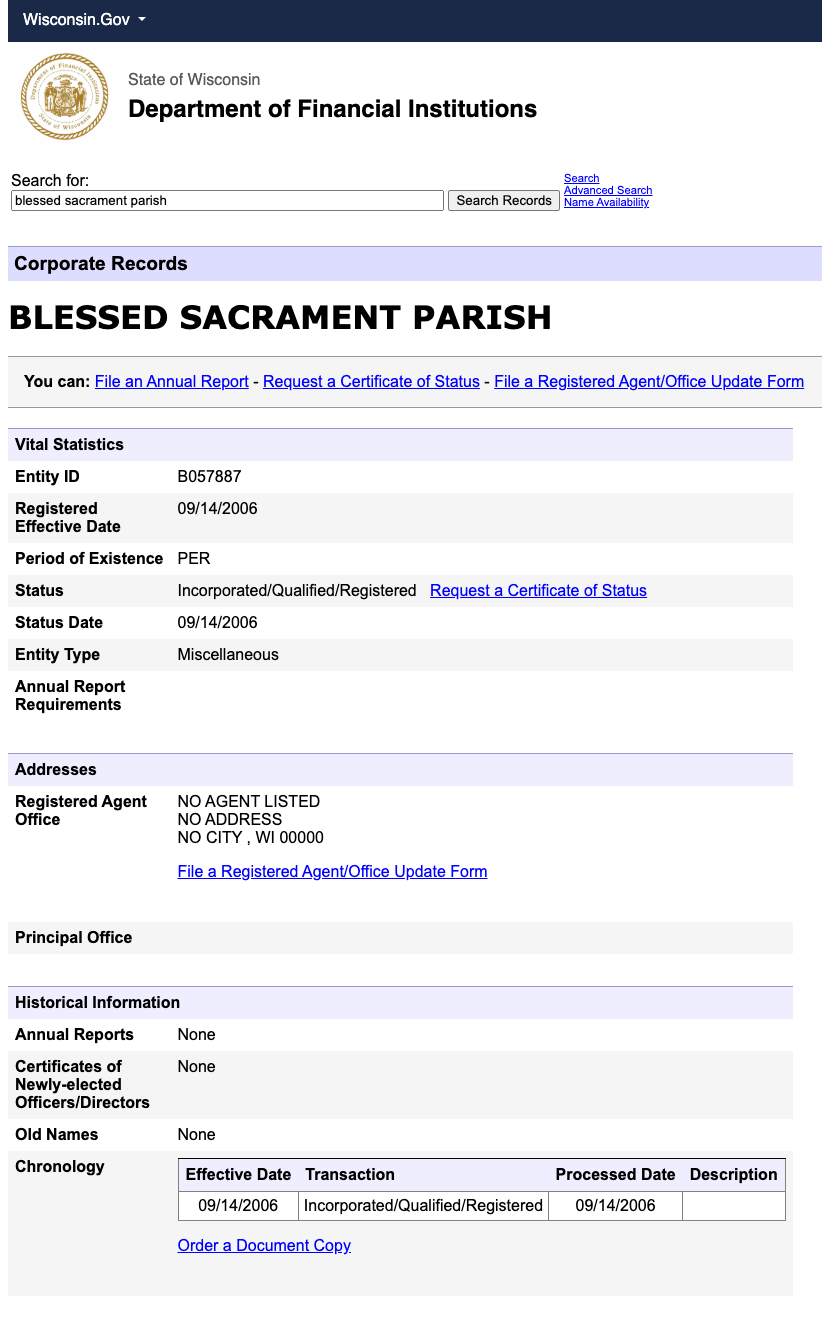 Wisconsin.Gov
Department of Financial Institutions
State of Wisconsin
State of Wisconsin
Department of Financial Institutions
Search for:
blessed sacrament parish
Search Records
Search
Advanced Search
Name Availability
Corporate Records
BLESSED SACRAMENT PARISH
You can: File an Annual Report - Request a Certificate of Status - File a Registered Agent/Office Update Form
Vital Statistics
Entity ID B057887
Registered 09/14/2006
Effective Date
Period of Existence PER
Status Incorporated/Qualified/Registered Request a Certificate of Status
Status Date 09/14/2006
Entity Type Miscellaneous
Annual Report
Requirements
Addresses
Registered Agent NO AGENT LISTED
Office NO ADDRESS
NO CITY , WI 00000
File a Registered Agent/Office Update Form
Principal Office
Historical Information
Annual Reports None
Certificates of None
Newly-elected
Officers/Directors
Old Names None
Chronology Effective Date Transaction Processed Date Description
09/14/2006 Incorporated/Qualified/Registered 09/14/2006
Order a Document Copy